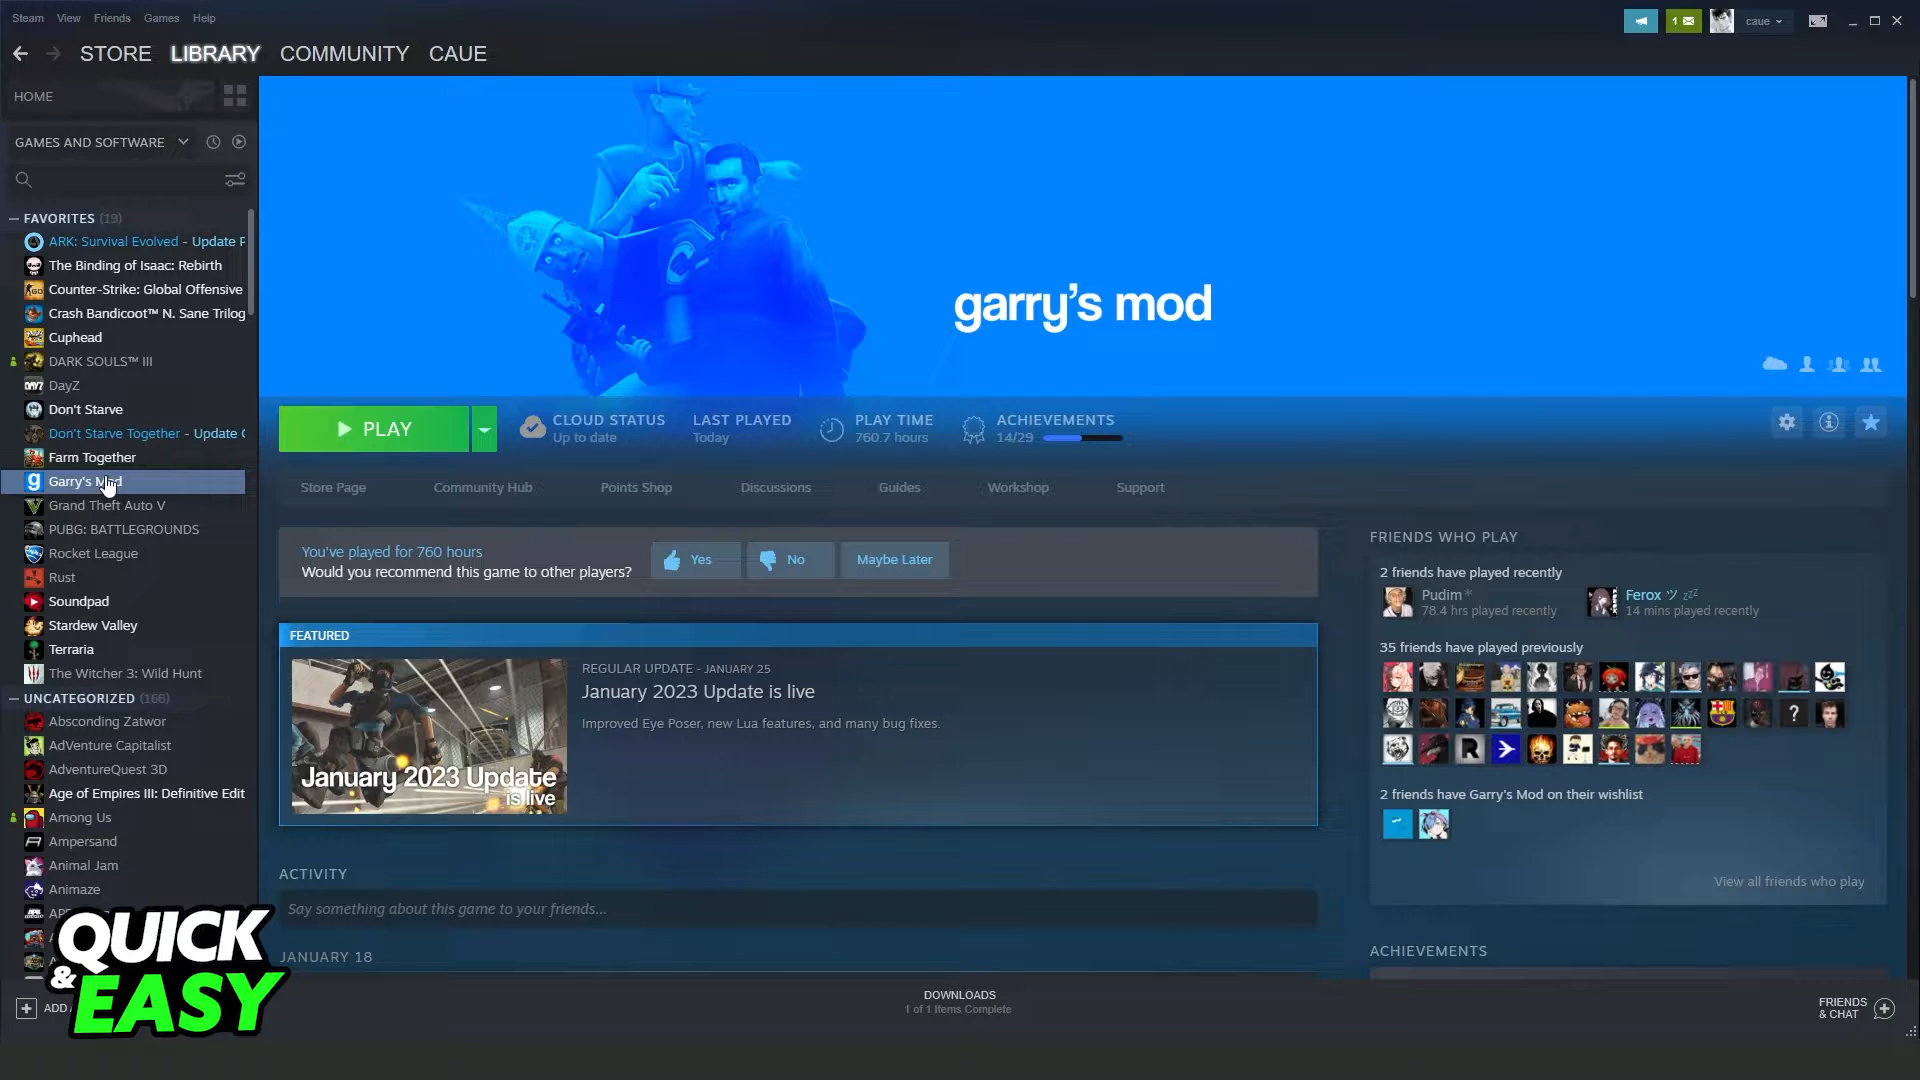 Steam View Friends Games Help
1
caue
STORE LIBRARY COMMUNITY CAUE
HOME
GAMES AND SOFTWARE
FAVORITES (19)
ARK: Survival Evolved - Update
The Binding of Isaac: Rebirth
Counter-Strike: Global Offensive
Crash Bandicoot™ N. Sane Trilog
Cuphead
DARK SOULS™ III
DayZ
Don't Starve
Don't Starve Together - Update
Farm Together
Garry's Mod
Grand Theft Auto V
PUBG: BATTLEGROUNDS
Rocket League
Rust
Soundpad
Stardew Valley
Terraria
The Witcher 3: Wild Hunt
UNCATEGORIZED (166)
Absconding Zatwor
AdVenture Capitalist
AdventureQuest 3D
Age of Empires III: Definitive Edit
Among Us
Ampersand
Animal Jam
Animaze
QUICK
& EASY
ADD
garry's mod
PLAY
CLOUD STATUS
Up to date
LAST PLAYED
Today
PLAY TIME
760.7 hours
ACHIEVEMENTS
14/29
Store Page Community Hub Points Shop Discussions Guides Workshop Support
You've played for 760 hours
Would you recommend this game to other players?
Yes No Maybe Later
FEATURED
January 2023 Update
is live
REGULAR UPDATE - JANUARY 25
January 2023 Update is live
Improved Eye Poser, new Lua features, and many bug fixes.
ACTIVITY
Say something about this game to your friends...
JANUARY 18
FRIENDS WHO PLAY
2 friends have played recently
Pudim*
78.4 hrs played recently
Ferox ツ zzZ
14 mins played recently
35 friends have played previously
2 friends have Garry's Mod on their wishlist
View all friends who play
ACHIEVEMENTS
DOWNLOADS
1 of 1 Items Complete
FRIENDS
& CHAT